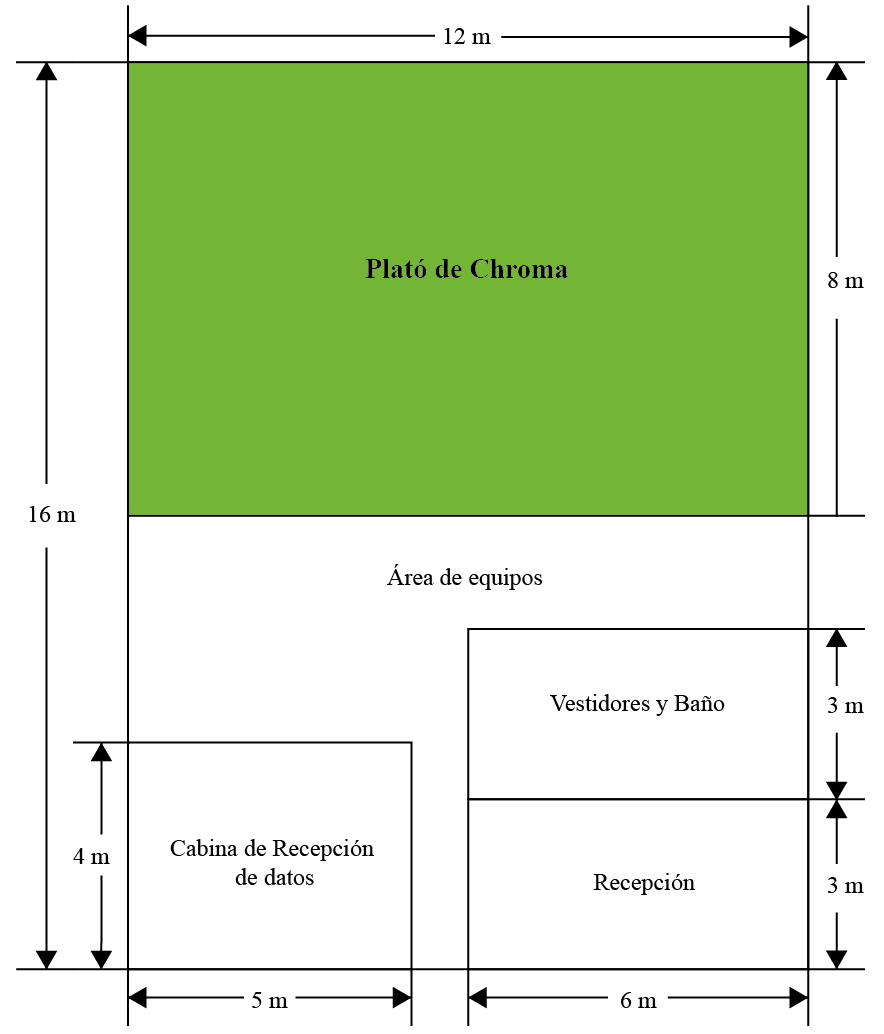 12 m
Plató de Chroma
8 m
16 m
Área de equipos
Vestidores y Baño
3 m
Cabina de Recepción
de datos
4 m
Recepción
3 m
5 m
6 m